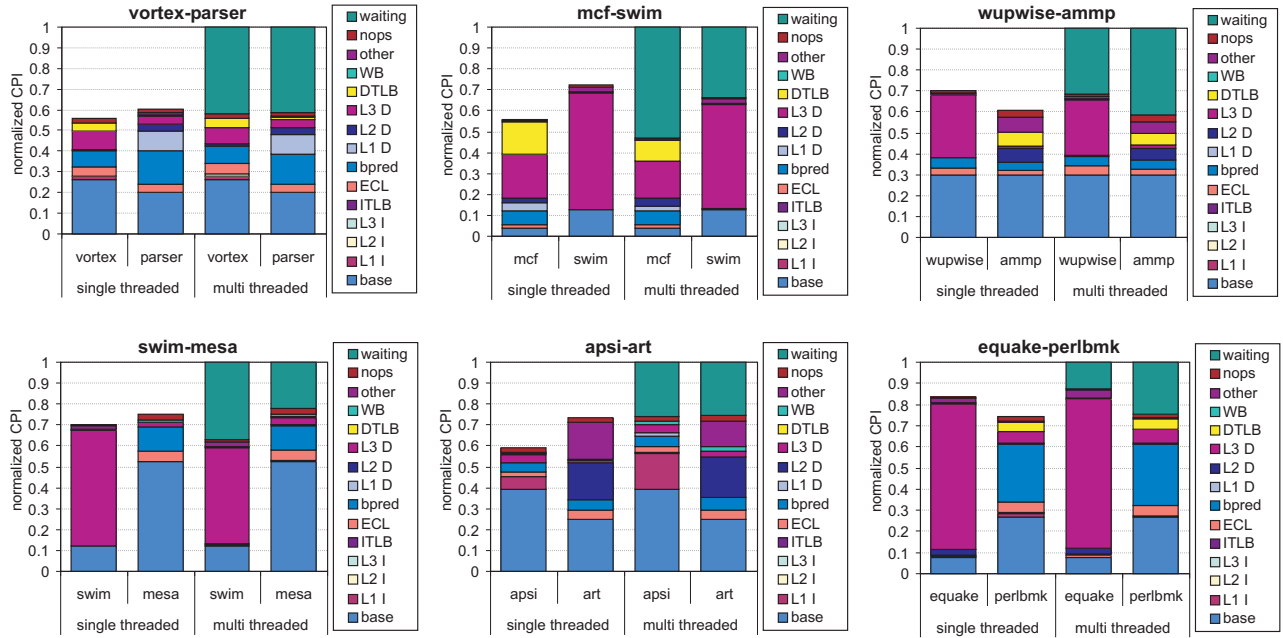 vortex-parser
normalized CPI
1
0.9
0.8
0.7
0.6
0.5
0.4
0.3
0.2
0.1
0
vortex parser vortex parser
single threaded multi threaded
waiting
nops
other
WB
DTLB
L3 D
L2 D
L1 D
bpred
ECL
ITLB
L3 I
L2 I
L1 I
base
mcf-swim
normalized CPI
1
0.9
0.8
0.7
0.6
0.5
0.4
0.3
0.2
0.1
0
mcf swim mcf swim
single threaded multi threaded
waiting
nops
other
WB
DTLB
L3 D
L2 D
L1 D
bpred
ECL
ITLB
L3 I
L2 I
L1 I
base
wupwise-ammp
normalized CPI
1
0.9
0.8
0.7
0.6
0.5
0.4
0.3
0.2
0.1
0
wupwise ammp wupwise ammp
single threaded multi threaded
waiting
nops
other
WB
DTLB
L3 D
L2 D
L1 D
bpred
ECL
ITLB
L3 I
L2 I
L1 I
base
swim-mesa
normalized CPI
1
0.9
0.8
0.7
0.6
0.5
0.4
0.3
0.2
0.1
0
swim mesa swim mesa
single threaded multi threaded
waiting
nops
other
WB
DTLB
L3 D
L2 D
L1 D
bpred
ECL
ITLB
L3 I
L2 I
L1 I
base
apsi-art
normalized CPI
1
0.9
0.8
0.7
0.6
0.5
0.4
0.3
0.2
0.1
0
apsi art apsi art
single threaded multi threaded
waiting
nops
other
WB
DTLB
L3 D
L2 D
L1 D
bpred
ECL
ITLB
L3 I
L2 I
L1 I
base
equake-perlbmk
normalized CPI
1
0.9
0.8
0.7
0.6
0.5
0.4
0.3
0.2
0.1
0
equake perlbmk equake perlbmk
single threaded multi threaded
waiting
nops
other
WB
DTLB
L3 D
L2 D
L1 D
bpred
ECL
ITLB
L3 I
L2 I
L1 I
base